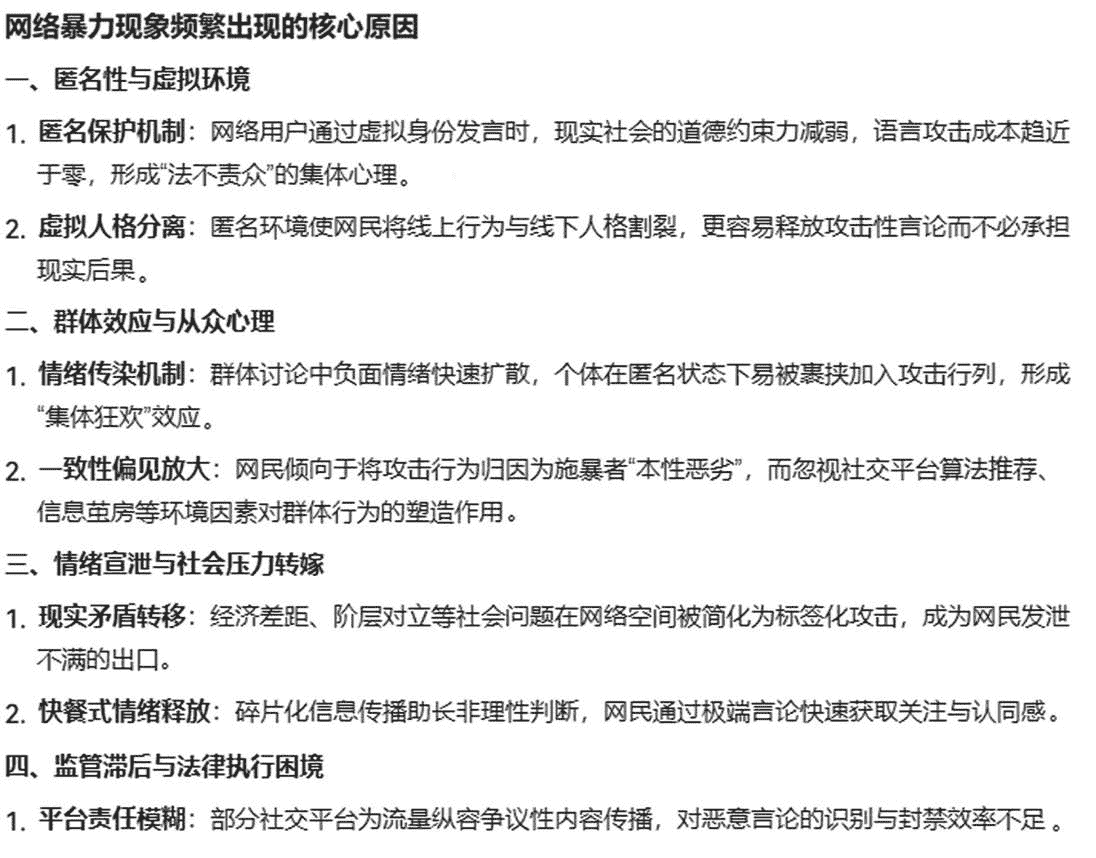 网络暴力现象频繁出现的核心原因
一、匿名性与虚拟环境
1. 匿名保护机制：网络用户通过虚拟身份发言时，现实社会的道德约束力减弱，语言攻击成本趋近
于零，形成“法不责众”的集体心理。
2. 虚拟人格分离：匿名环境使网民将线上行为与线下人格割裂，更容易释放攻击性言论而不必承担
现实后果。
二、群体效应与从众心理
1. 情绪传染机制：群体讨论中负面情绪快速扩散，个体在匿名状态下易被裹挟加入攻击行列，形成
“集体狂欢”效应。
2. 一致性偏见放大：网民倾向于将攻击行为归因为施暴者“本性恶劣”，而忽视社交平台算法推荐、
信息茧房等环境因素对群体行为的塑造作用。
三、情绪宣泄与社会压力转嫁
1. 现实矛盾转移：经济差距、阶层对立等社会问题在网络空间被简化为标签化攻击，成为网民发泄
不满的出口。
2. 快餐式情绪释放：碎片化信息传播助长非理性判断，网民通过极端言论快速获取关注与认同感。
四、监管滞后与法律执行困境
1. 平台责任模糊：部分社交平台为流量纵容争议性内容传播，对恶意言论的识别与封禁效率不足。